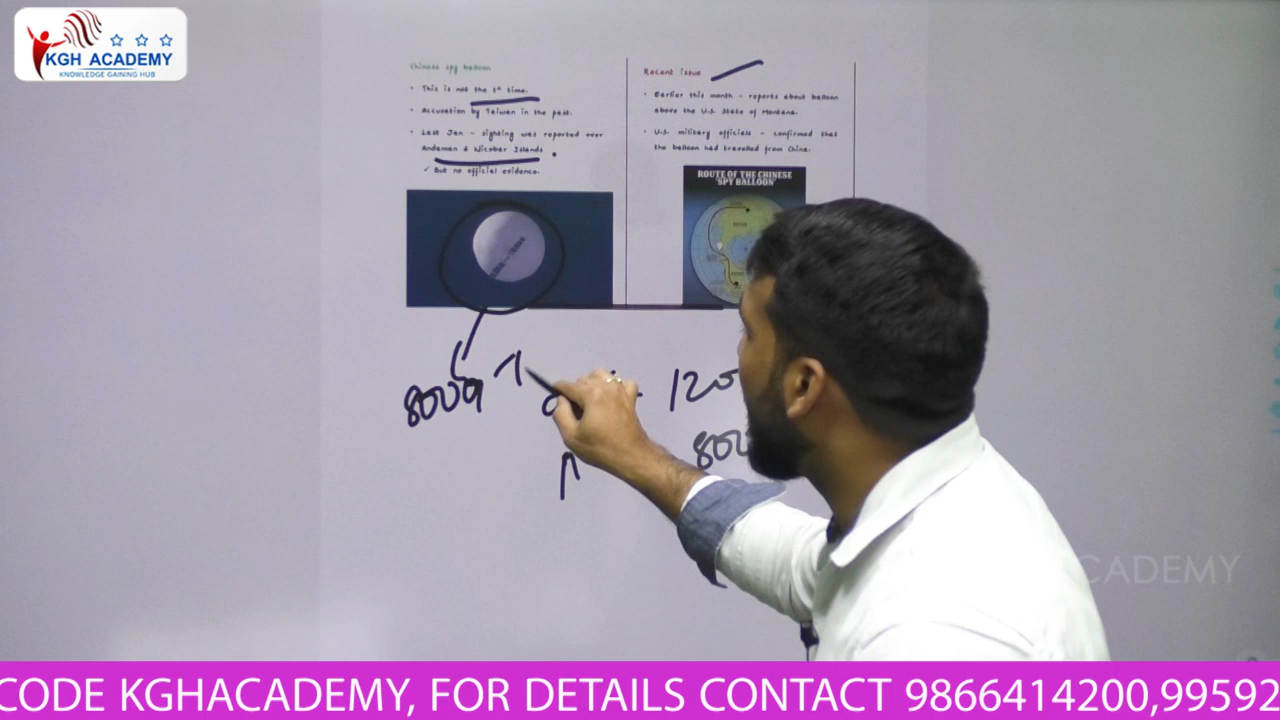 KGH ACADEMY
KNOWLEDGE GAINING HUB
Chinese spy balloon
• This is not the 1st time.
• Accusation by Taiwan in the past.
• Last Jan - sighting was reported over
Andaman & Nicobar Islands
✓ But no official evidence.
Recent issue
• Earlier this month - reports about balloon
above the U.S. State of Montana.
• U.S. military officials - confirmed that
the balloon had travelled from China.
ROUTE OF THE CHINESE
'SPY BALLOON'
800
120
800
CADEMY
CODE KGHACADEMY, FOR DETAILS CONTACT 9866414200,99592